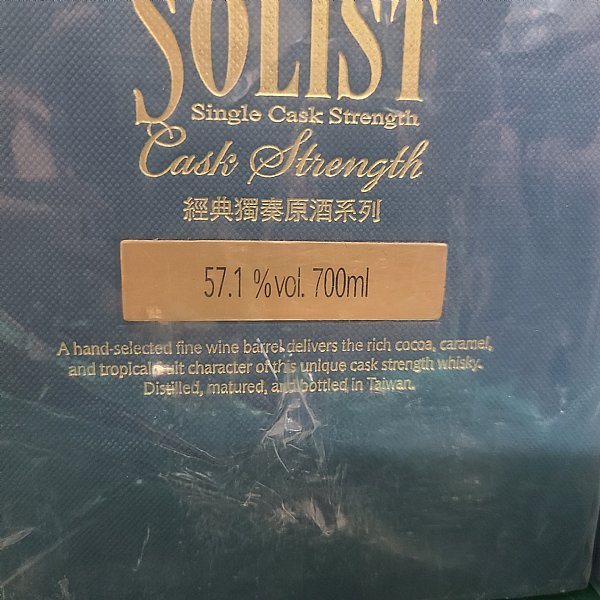 SOLIST
Single Cask Strength
Cask Strength
經典獨奏原酒系列
57.1 %vol. 700ml
A hand-selected fine wine barrel delivers the rich cocoa, caramel,
and tropical fruit character of this unique cask strength whisky.
Distilled, matured, and bottled in Taiwan.